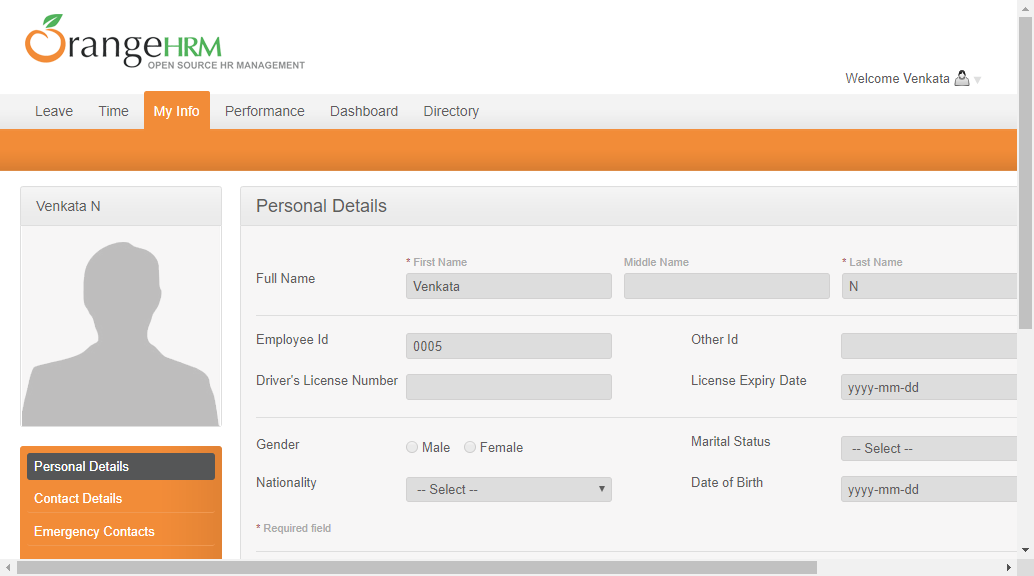 OrangeHRM
OPEN SOURCE HR MANAGEMENT
Welcome Venkata
Leave Time My Info Performance Dashboard Directory
Venkata N
Personal Details
* First Name Middle Name * Last Name
Full Name Venkata N
Employee Id 0005 Other Id
Driver's License Number License Expiry Date yyyy-mm-dd
Gender Male Female Marital Status -- Select --
Nationality -- Select -- Date of Birth yyyy-mm-dd
* Required field
Personal Details
Contact Details
Emergency Contacts